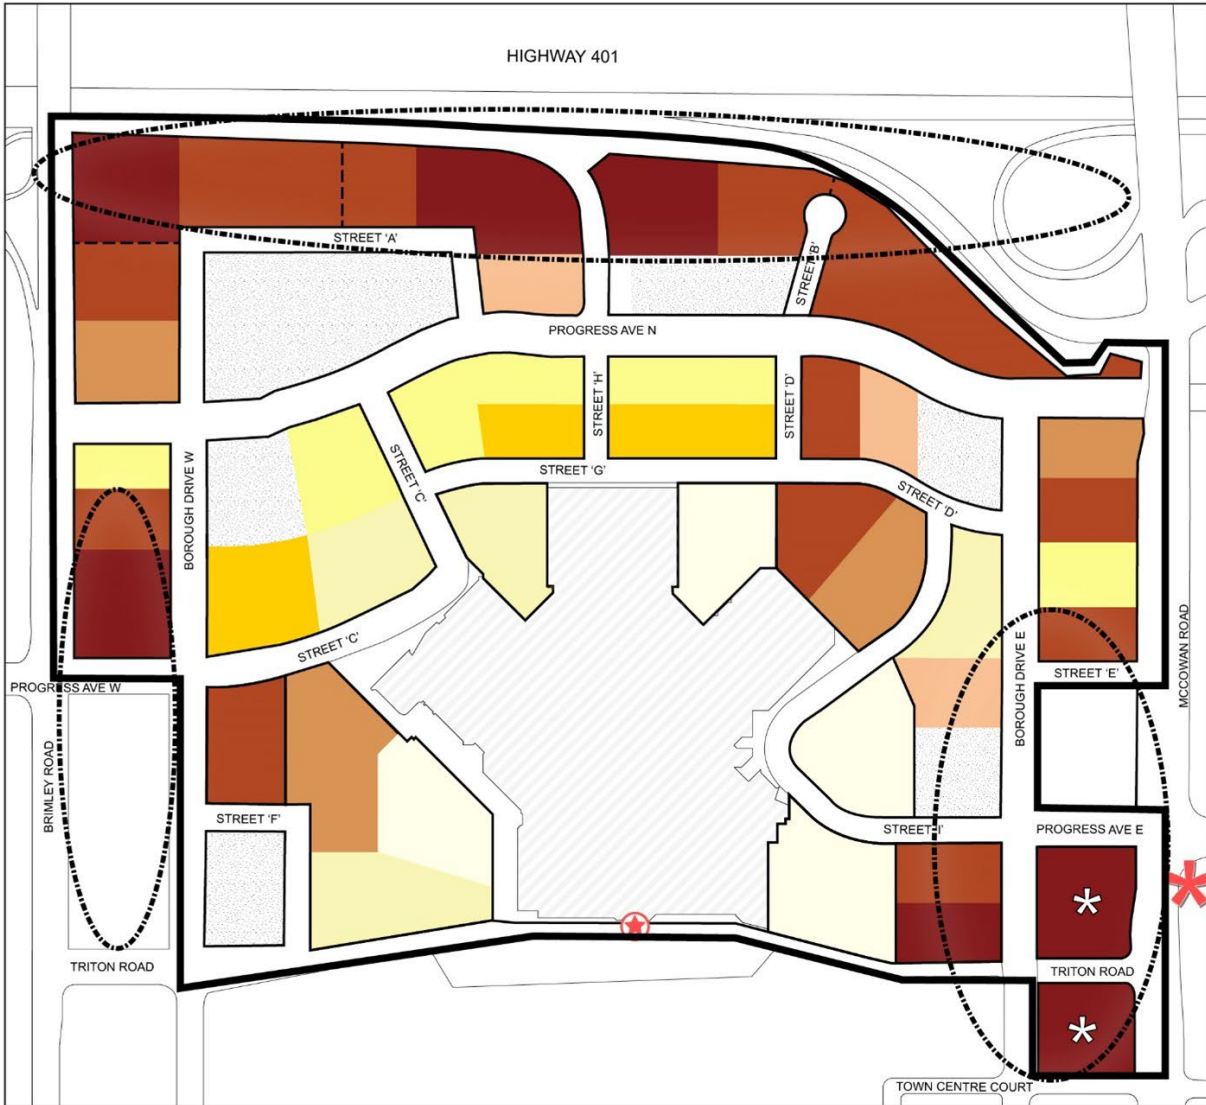 HIGHWAY 401
STREET 'A'
STREET 'B'
PROGRESS AVE N
STREET 'H'
STREET 'D'
BOROUGH DRIVE W
STREET 'C'
STREET 'G'
STREET 'D'
STREET 'C'
MCCOWAN ROAD
BOROUGH DRIVE E
STREET 'E'
PROGRESS AVE W
BRIMLEY ROAD
STREET 'F'
STREET 'I'
PROGRESS AVE E
TRITON ROAD
TRITON ROAD
TOWN CENTRE COURT